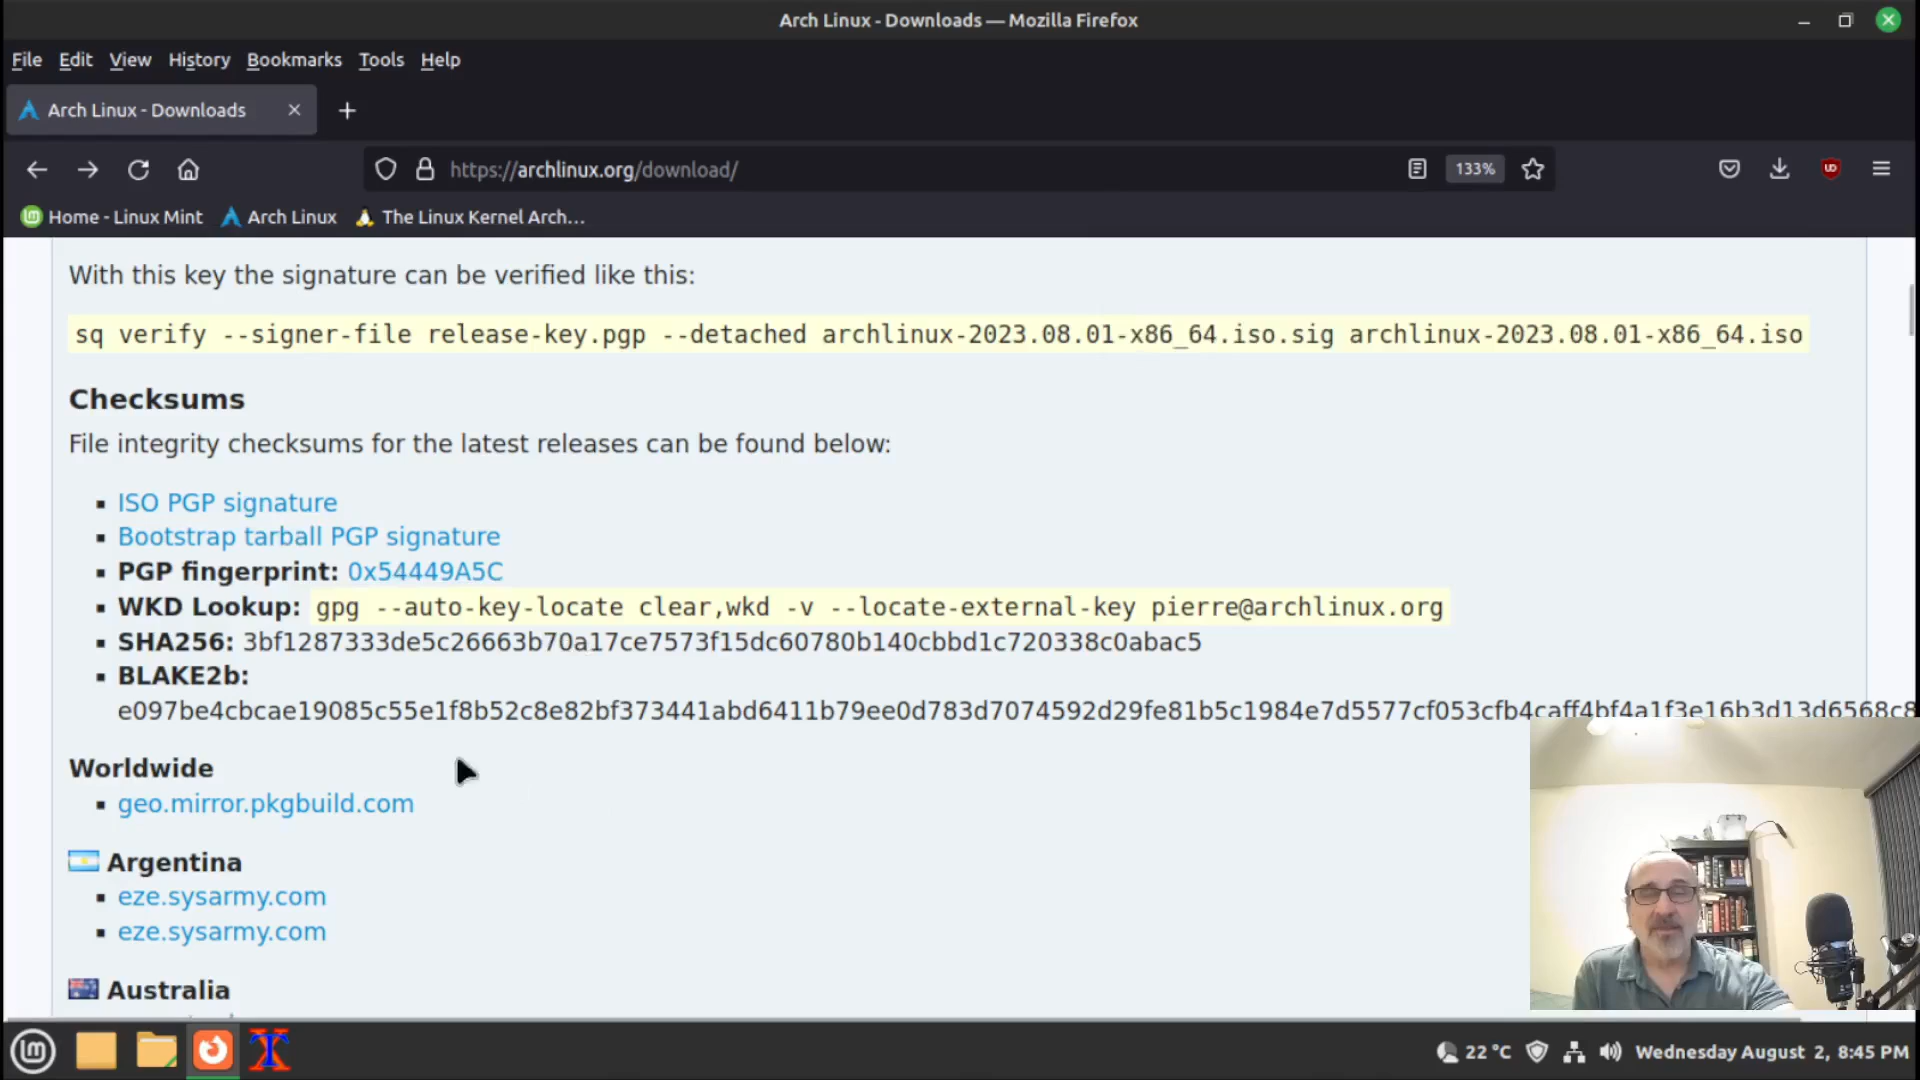 Arch Linux - Downloads — Mozilla Firefox
File Edit View History Bookmarks Tools Help
Arch Linux - Downloads
https://archlinux.org/download/ 133%
Home - Linux Mint Arch Linux The Linux Kernel Arch...
With this key the signature can be verified like this:
sq verify --signer-file release-key.pgp --detached archlinux-2023.08.01-x86_64.iso.sig archlinux-2023.08.01-x86_64.iso
Checksums
File integrity checksums for the latest releases can be found below:
ISO PGP signature
Bootstrap tarball PGP signature
PGP fingerprint: 0x54449A5C
WKD Lookup: gpg --auto-key-locate clear,wkd -v --locate-external-key pierre@archlinux.org
SHA256: 3bf1287333de5c26663b70a17ce7573f15dc60780b140cbbd1c720338c0abac5
BLAKE2b:
e097be4cbcae19085c55e1f8b52c8e82bf373441abd6411b79ee0d783d7074592d29fe81b5c1984e7d5577cf053cfb4caff4bf4a1f3e16b3d13d6568c8
Worldwide
geo.mirror.pkgbuild.com
Argentina
eze.sysarmy.com
eze.sysarmy.com
Australia
22 °C Wednesday August 2, 8:45 PM